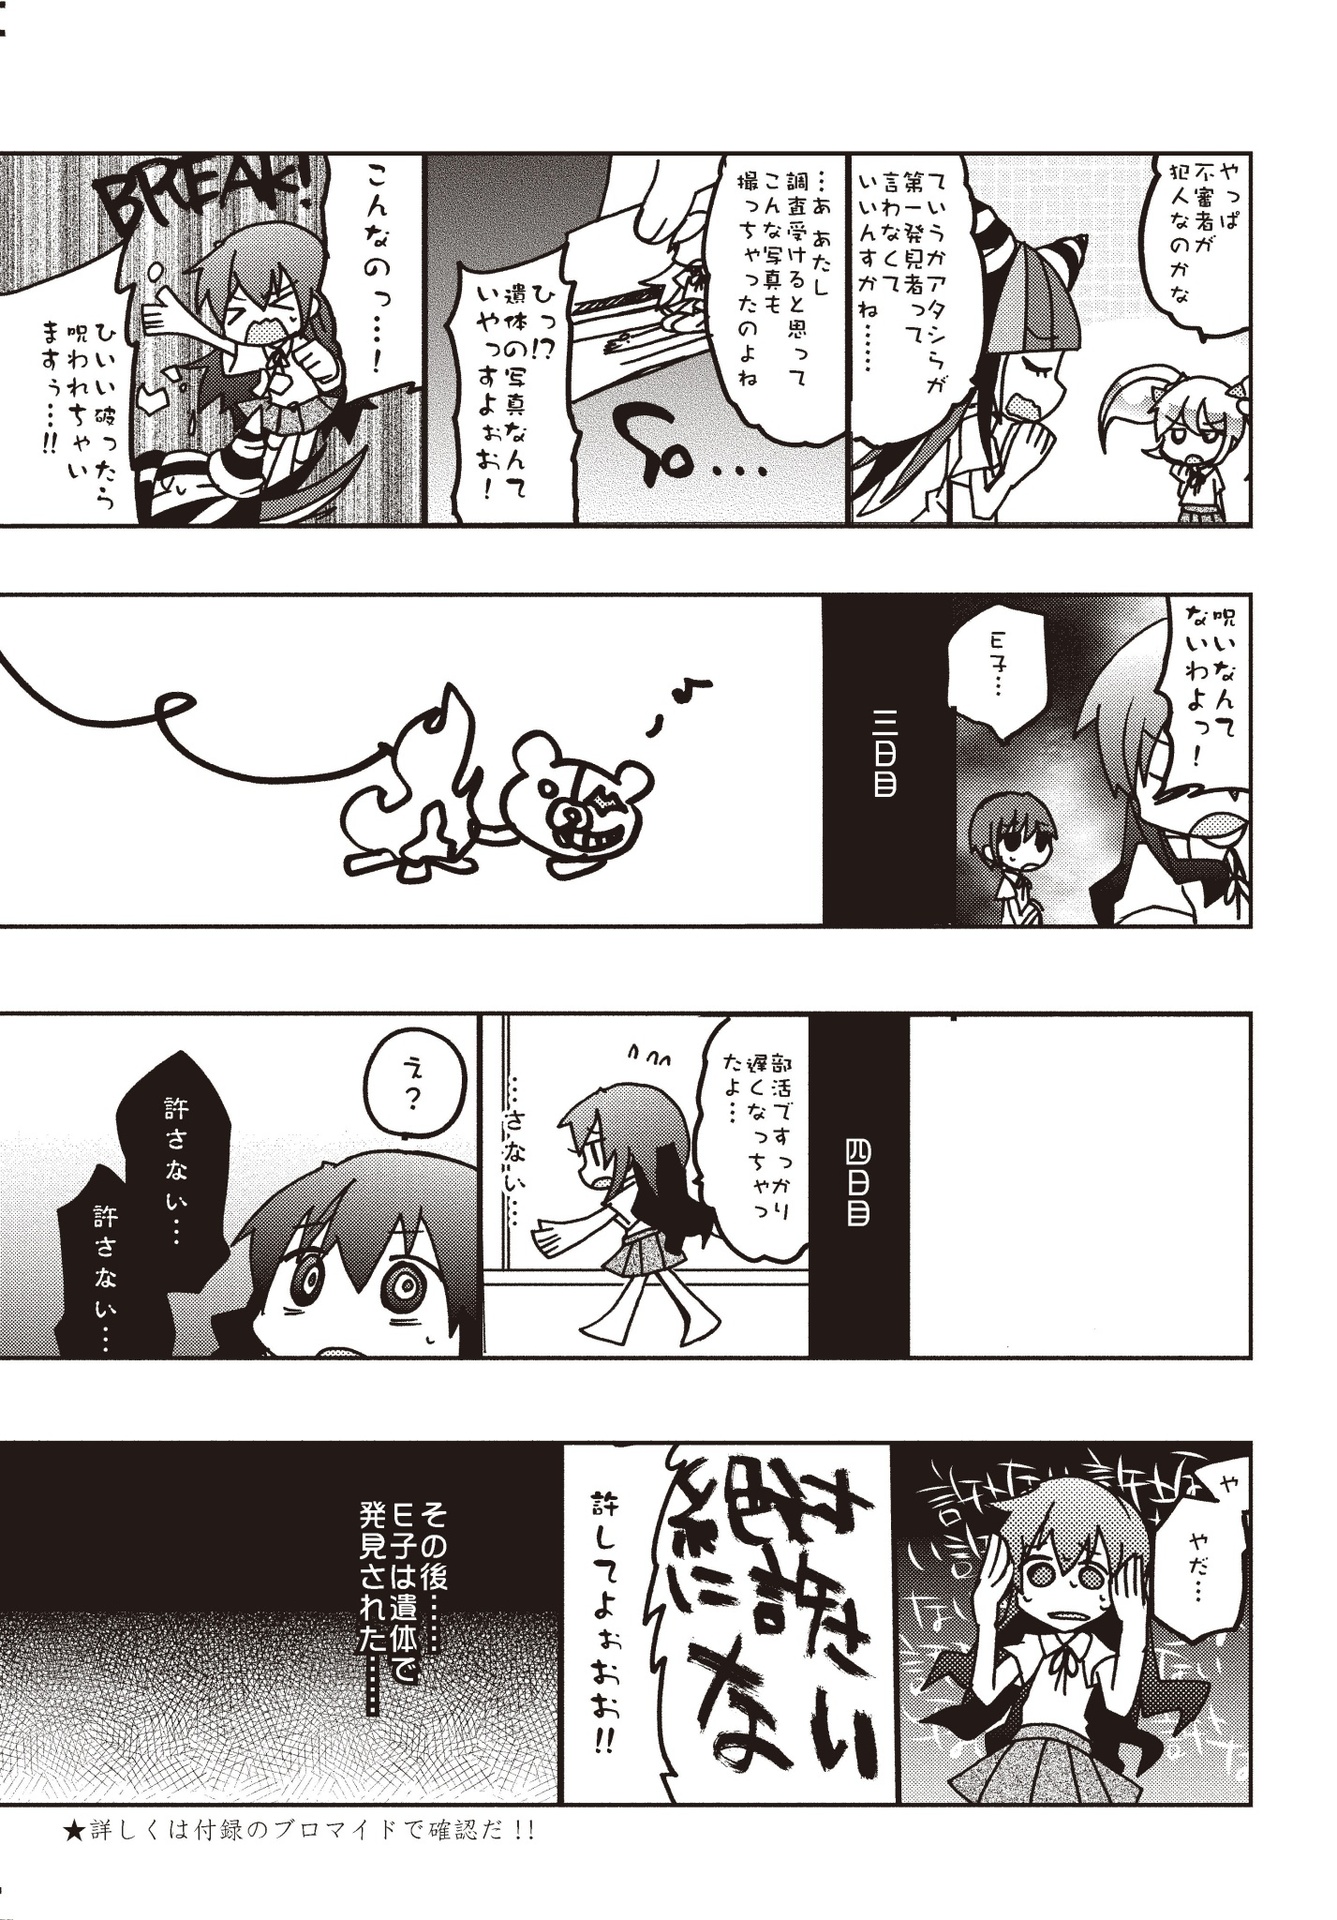 やっぱ
不審者が
犯人なのかな
ていうかアタシらが
第一発見者って
言わなくて
いいんすかね……
…あ あたし
調査受けると思って
こんな写真も
撮っちゃったのよね
ひっ!?
遺体の写真なんて
いやっすよぉお!
こんなのっ…!
BREAK!
ひいい破ったら
呪われちゃい
ますぅ…!!
呪いなんて
ないわよっ!
E子…
三日目
四日目
部活ですっかり
遅くなっちゃっ
たよ…
…さない…
え?
許さない…
許さない…
や
やだ…
絶対許さない
許してよぉおお!!
その後……
E子は遺体で
発見された……
★詳しくは付録のブロマイドで確認だ!!